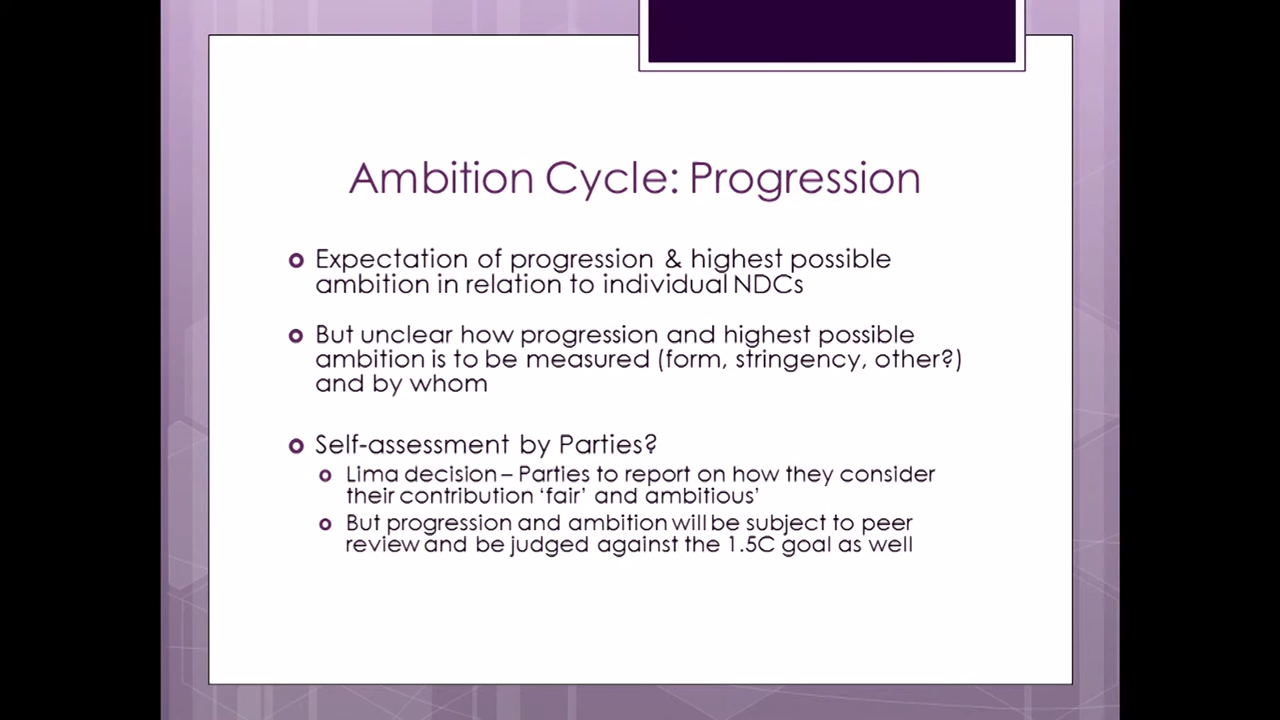 Ambition Cycle: Progression
Expectation of progression & highest possible
ambition in relation to individual NDCs
But unclear how progression and highest possible
ambition is to be measured (form, stringency, other?)
and by whom
Self-assessment by Parties?
Lima decision – Parties to report on how they consider
their contribution ‘fair’ and ambitious’
But progression and ambition will be subject to peer
review and be judged against the 1.5C goal as well